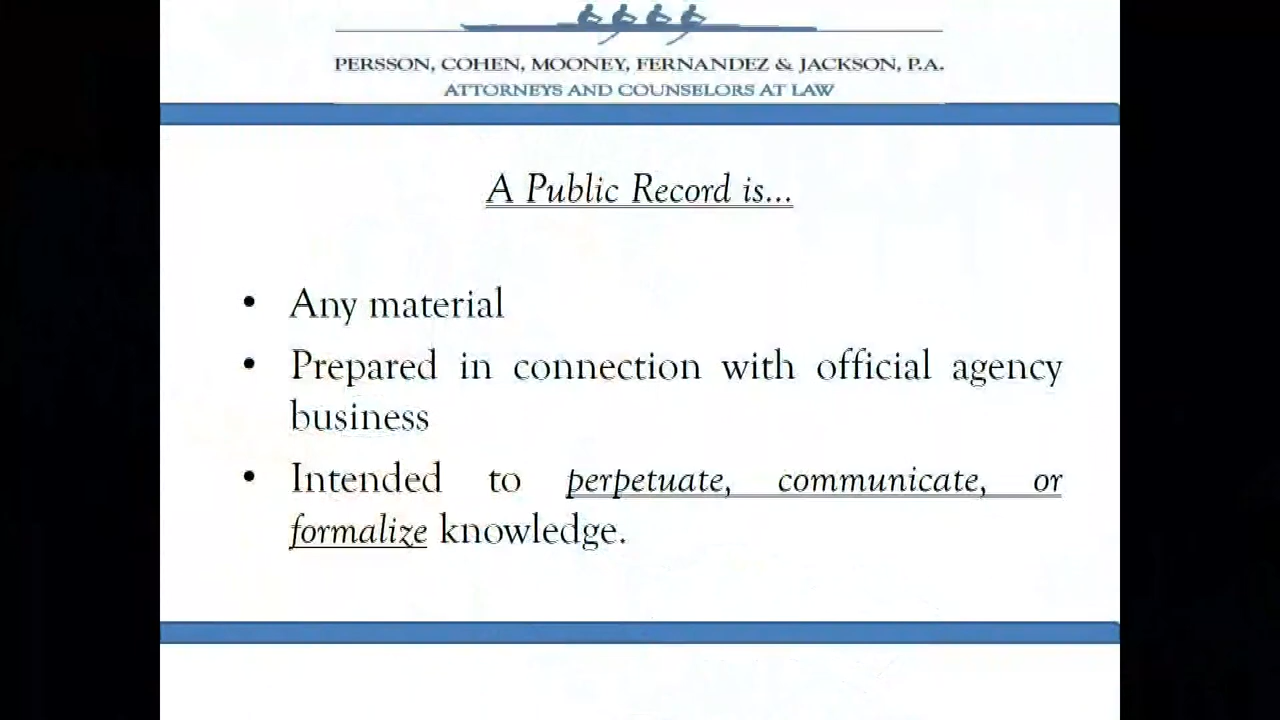 PERSSON, COHEN, MOONEY, FERNANDEZ & JACKSON, P.A.
ATTORNEYS AND COUNSELORS AT LAW
A Public Record is...
• Any material
• Prepared in connection with official agency
business
• Intended to perpetuate, communicate, or
formalize knowledge.